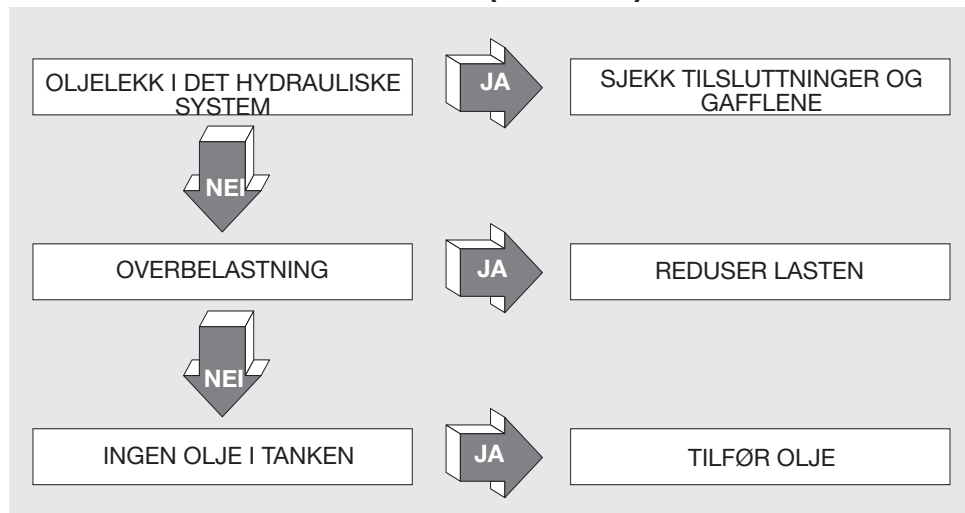 OLJELEKK I DET HYDRAULISKE
SYSTEM
JA
SJEKK TILSLUTTNINGER OG
GAFFLENE
NEI
OVERBELASTNING
JA
REDUSER LASTEN
NEI
INGEN OLJE I TANKEN
JA
TILFØR OLJE